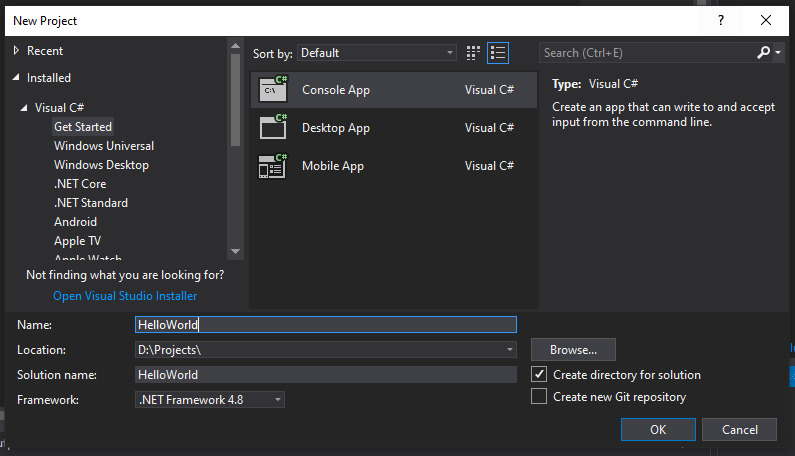 New Project
?
Recent
Installed
Visual C#
Get Started
Windows Universal
Windows Desktop
.NET Core
.NET Standard
Android
Apple TV
Apple Watch
Not finding what you are looking for?
Open Visual Studio Installer
Sort by: Default
C# C:\ Console App Visual C#
C# Desktop App Visual C#
C# Mobile App Visual C#
Search (Ctrl+E)
Type: Visual C#
Create an app that can write to and accept
input from the command line.
Name: HelloWorld
Location: D:\Projects\
Browse...
Solution name: HelloWorld
Create directory for solution
Framework: .NET Framework 4.8
Create new Git repository
OK
Cancel